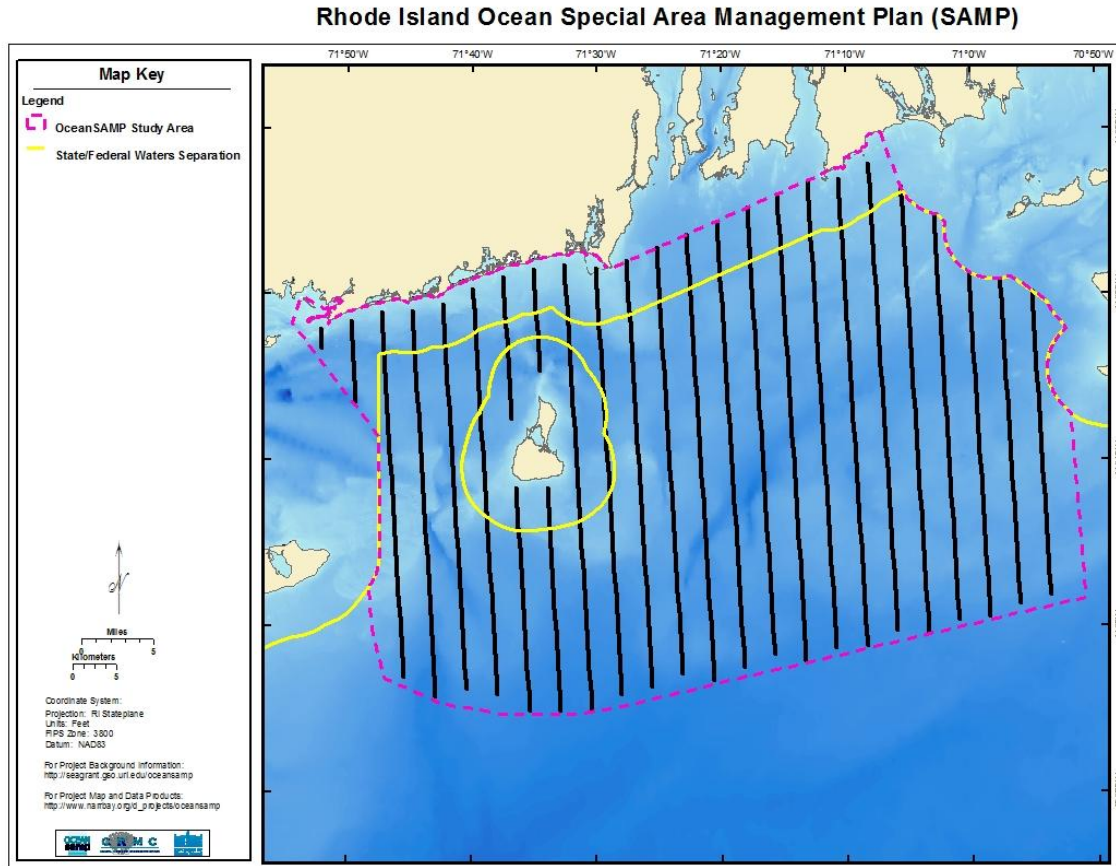 Rhode Island Ocean Special Area Management Plan (SAMP)
71°50'W 71°40'W 71°30'W 71°20'W 71°10'W 71°0'W 70°50'W
Map Key
Legend
OceanSAMP Study Area
State/Federal Waters Separation
N
Miles
0 5
Kilometers
0 5
Coordinate System:
Projection: RI Stateplane
Units: Feet
FIPS Zone: 3800
Datum: NAD83
For Project Background Information:
http://seagrant.gso.uri.edu/oceansamp
For Project Map and Data Products:
http://www.narrbay.org/d_projects/oceansamp
OCEAN
samp